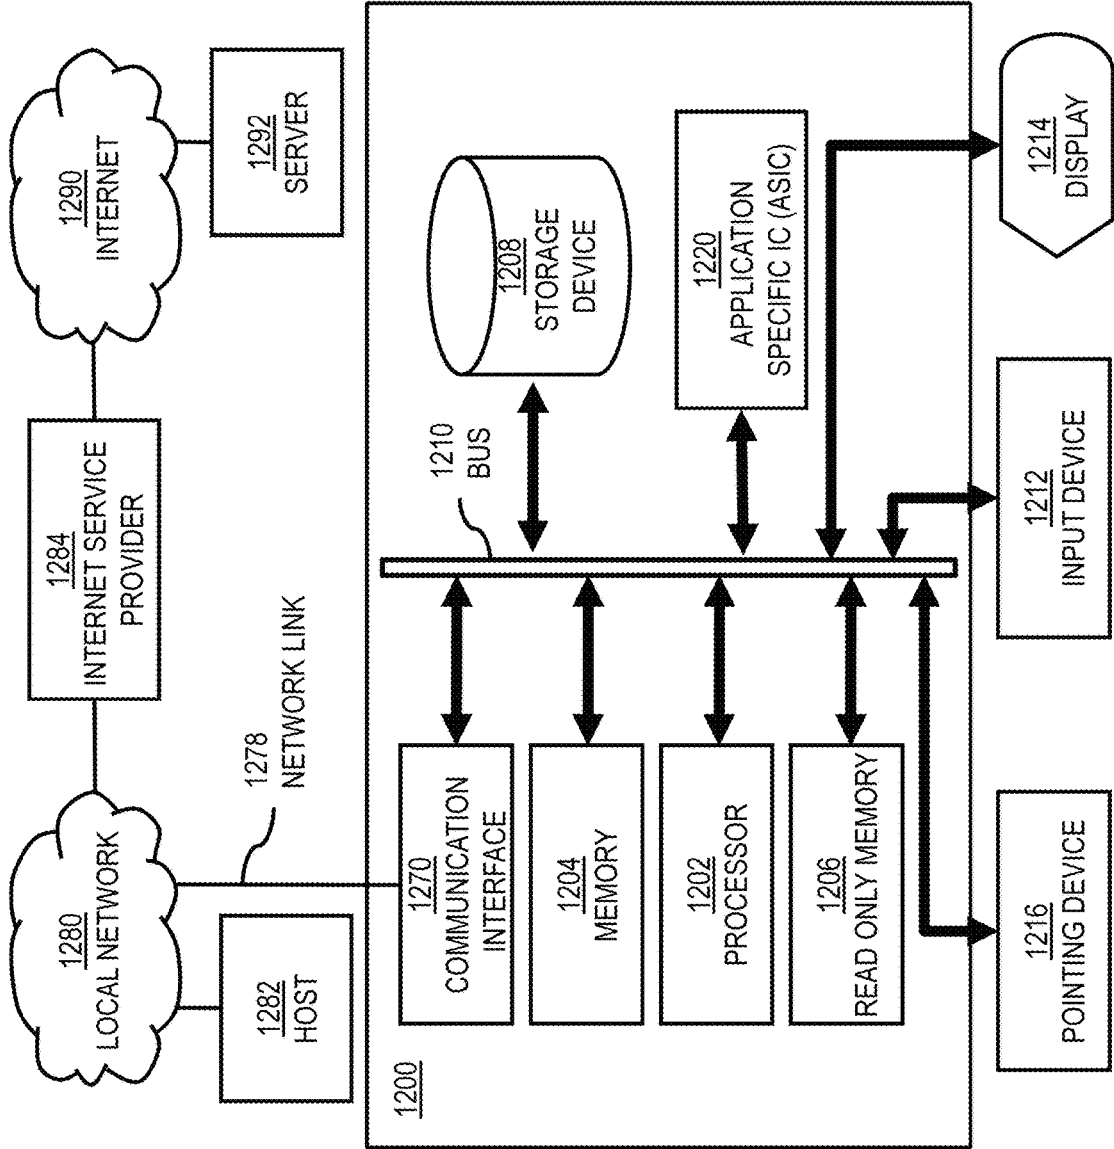 1280
LOCAL NETWORK
1284
INTERNET SERVICE
PROVIDER
1290
INTERNET
1282
HOST
1278
NETWORK LINK
1292
SERVER
1200
1270
COMMUNICATION
INTERFACE
1204
MEMORY
1202
PROCESSOR
1206
READ ONLY MEMORY
1210
BUS
1208
STORAGE
DEVICE
1220
APPLICATION
SPECIFIC IC (ASIC)
1216
POINTING DEVICE
1212
INPUT DEVICE
1214
DISPLAY